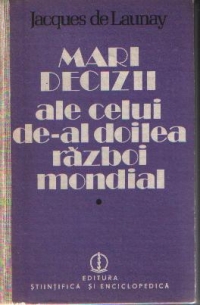 Jacques de Launay
MARI
DECIZII
ale celui
de-al doilea
război
mondial
EDITURA
ȘTIINȚIFICĂ ȘI ENCICLOPEDICĂ